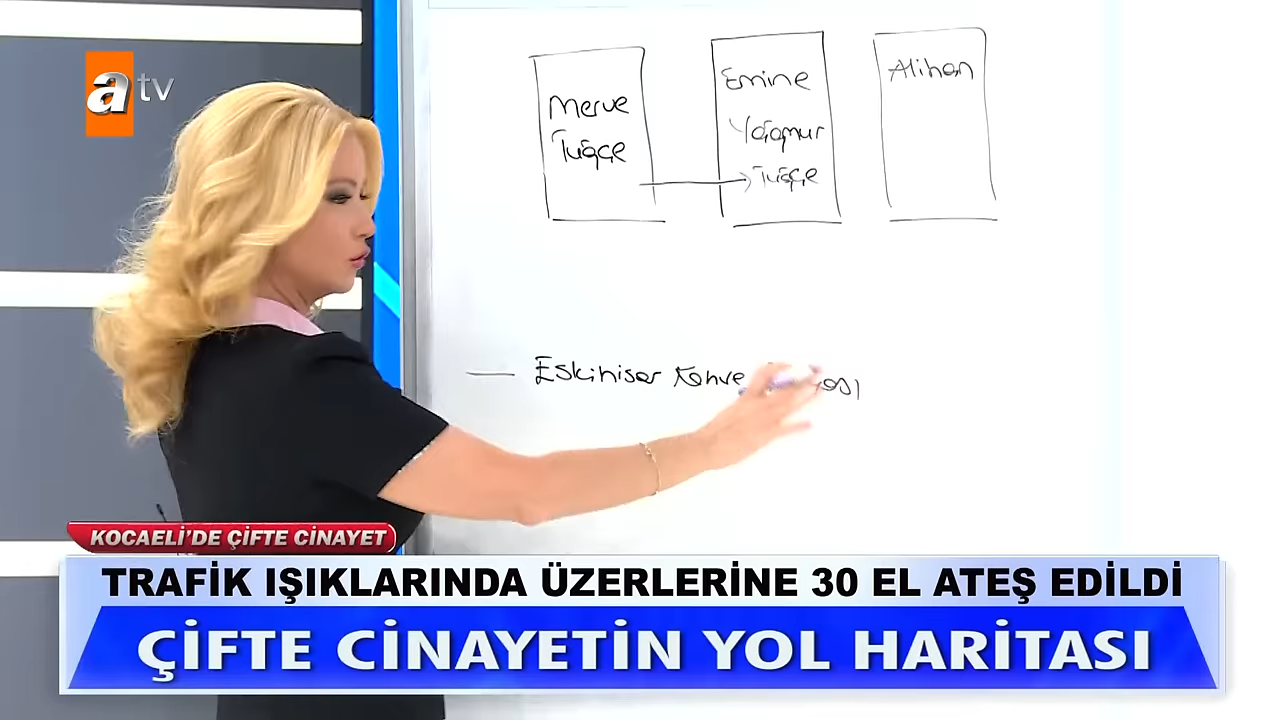 atv
Merve
Tuğçe
Emine
Yağmur
Tuğçe
Alihan
Eskihisar Kahve
KOCAELİ'DE ÇİFTE CİNAYET
TRAFİK IŞIKLARINDA ÜZERLERİNE 30 EL ATEŞ EDİLDİ
ÇİFTE CİNAYETİN YOL HARİTASI